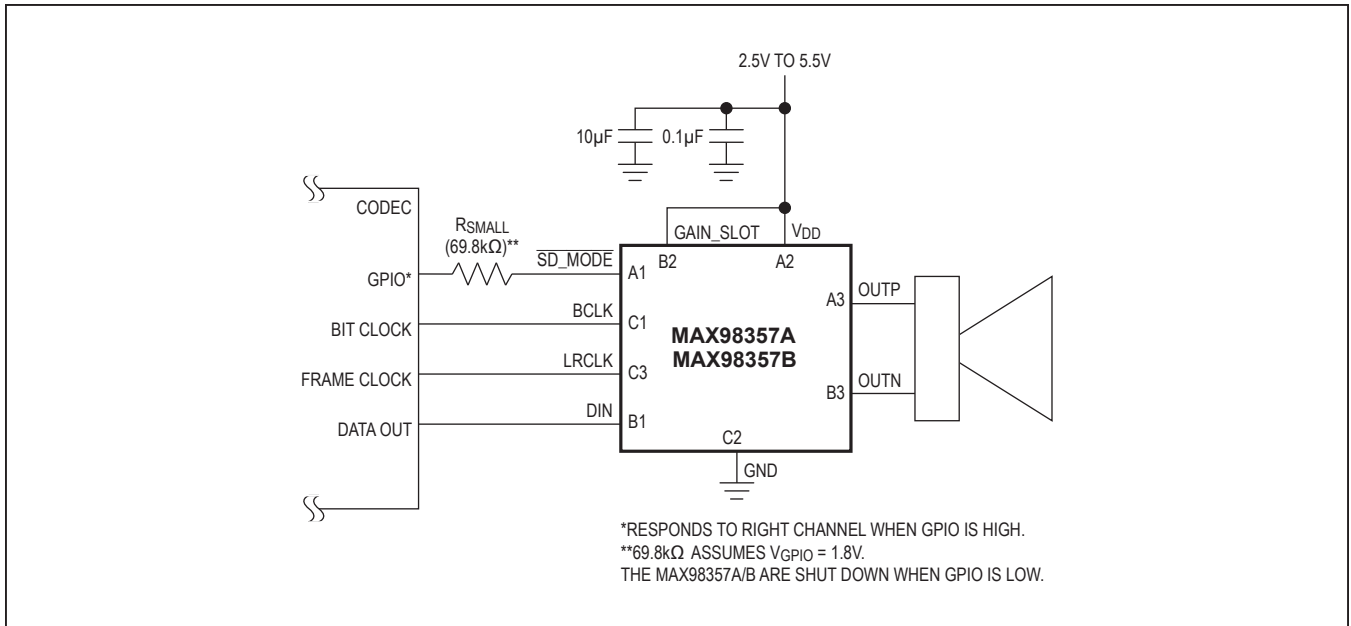 2.5V TO 5.5V
10µF
0.1µF
CODEC
RSMALL
(69.8kΩ)**
SD_MODE
GAIN_SLOT
VDD
B2
A2
GPIO*
A1
A3
OUTP
BIT CLOCK
BCLK
C1
MAX98357A
MAX98357B
FRAME CLOCK
LRCLK
C3
B3
OUTN
DATA OUT
DIN
B1
C2
GND
*RESPONDS TO RIGHT CHANNEL WHEN GPIO IS HIGH.
**69.8kΩ ASSUMES VGPIO = 1.8V.
THE MAX98357A/B ARE SHUT DOWN WHEN GPIO IS LOW.